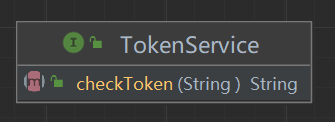 I TokenService
m checkToken(String) String